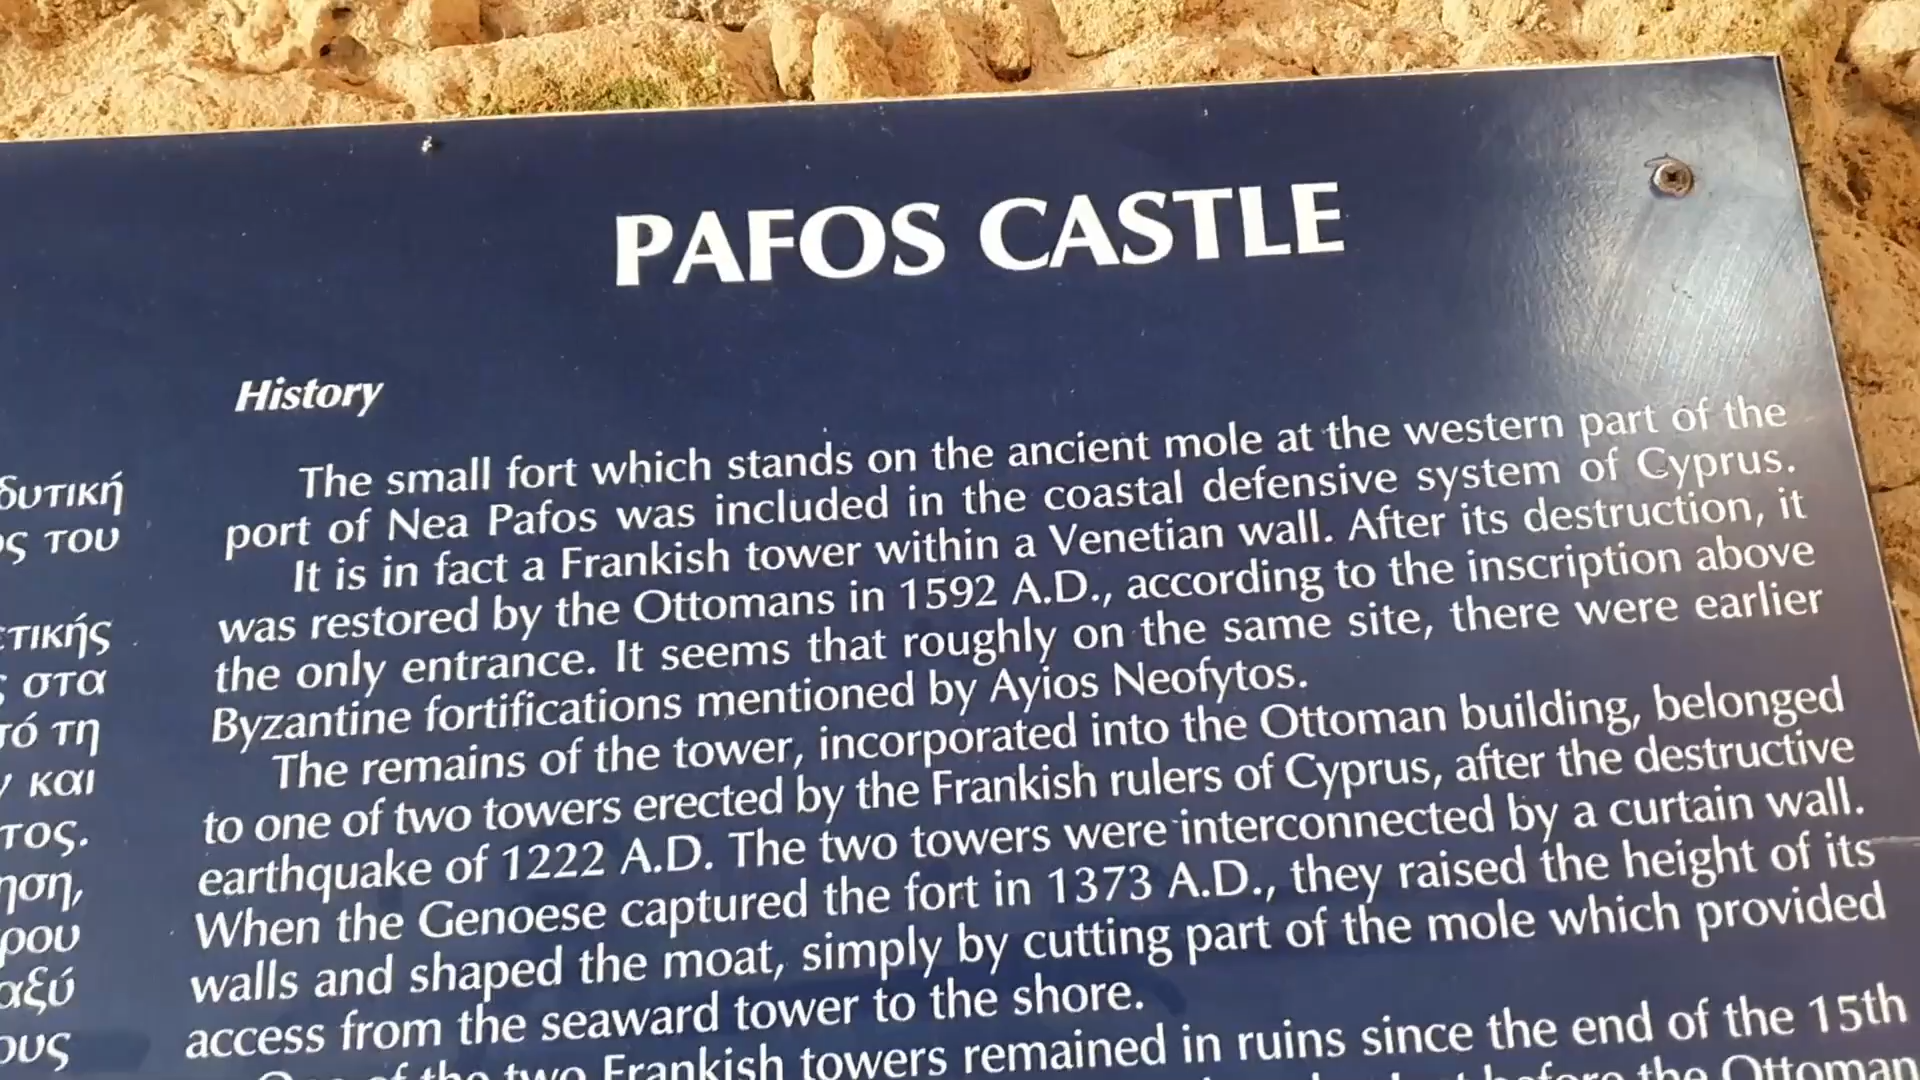 PAFOS CASTLE
History
The small fort which stands on the ancient mole at the western part of the
port of Nea Pafos was included in the coastal defensive system of Cyprus.
It is in fact a Frankish tower within a Venetian wall. After its destruction, it
was restored by the Ottomans in 1592 A.D., according to the inscription above
the only entrance. It seems that roughly on the same site, there were earlier
Byzantine fortifications mentioned by Ayios Neofytos.
The remains of the tower, incorporated into the Ottoman building, belonged
to one of two towers erected by the Frankish rulers of Cyprus, after the destructive
earthquake of 1222 A.D. The two towers were interconnected by a curtain wall.
When the Genoese captured the fort in 1373 A.D., they raised the height of its
walls and shaped the moat, simply by cutting part of the mole which provided
access from the seaward tower to the shore.
One of the two Frankish towers remained in ruins since the end of the 15th
before the Ottoman
δυτική
του
στα
τη
και